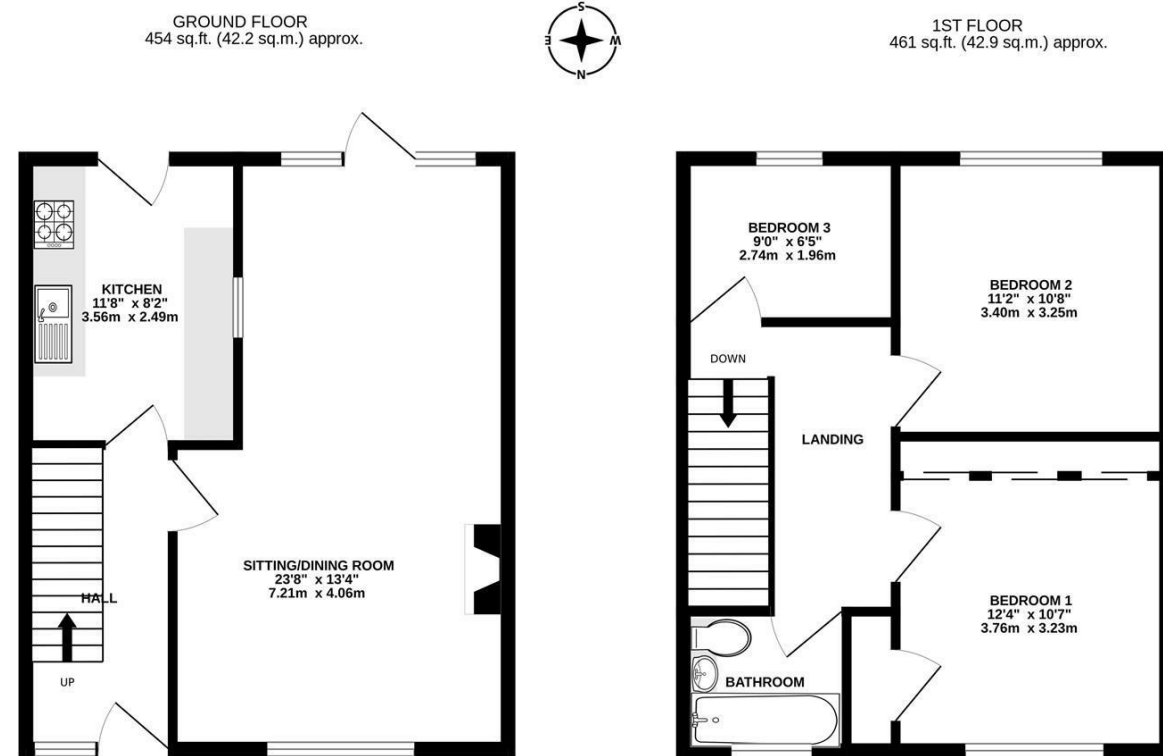 GROUND FLOOR
454 sq.ft. (42.2 sq.m.) approx.
S
E
W
N
1ST FLOOR
461 sq.ft. (42.9 sq.m.) approx.
KITCHEN
11'8" x 8'2"
3.56m x 2.49m
SITTING/DINING ROOM
23'8" x 13'4"
7.21m x 4.06m
HALL
UP
BEDROOM 3
9'0" x 6'5"
2.74m x 1.96m
BEDROOM 2
11'2" x 10'8"
3.40m x 3.25m
DOWN
LANDING
BEDROOM 1
12'4" x 10'7"
3.76m x 3.23m
BATHROOM